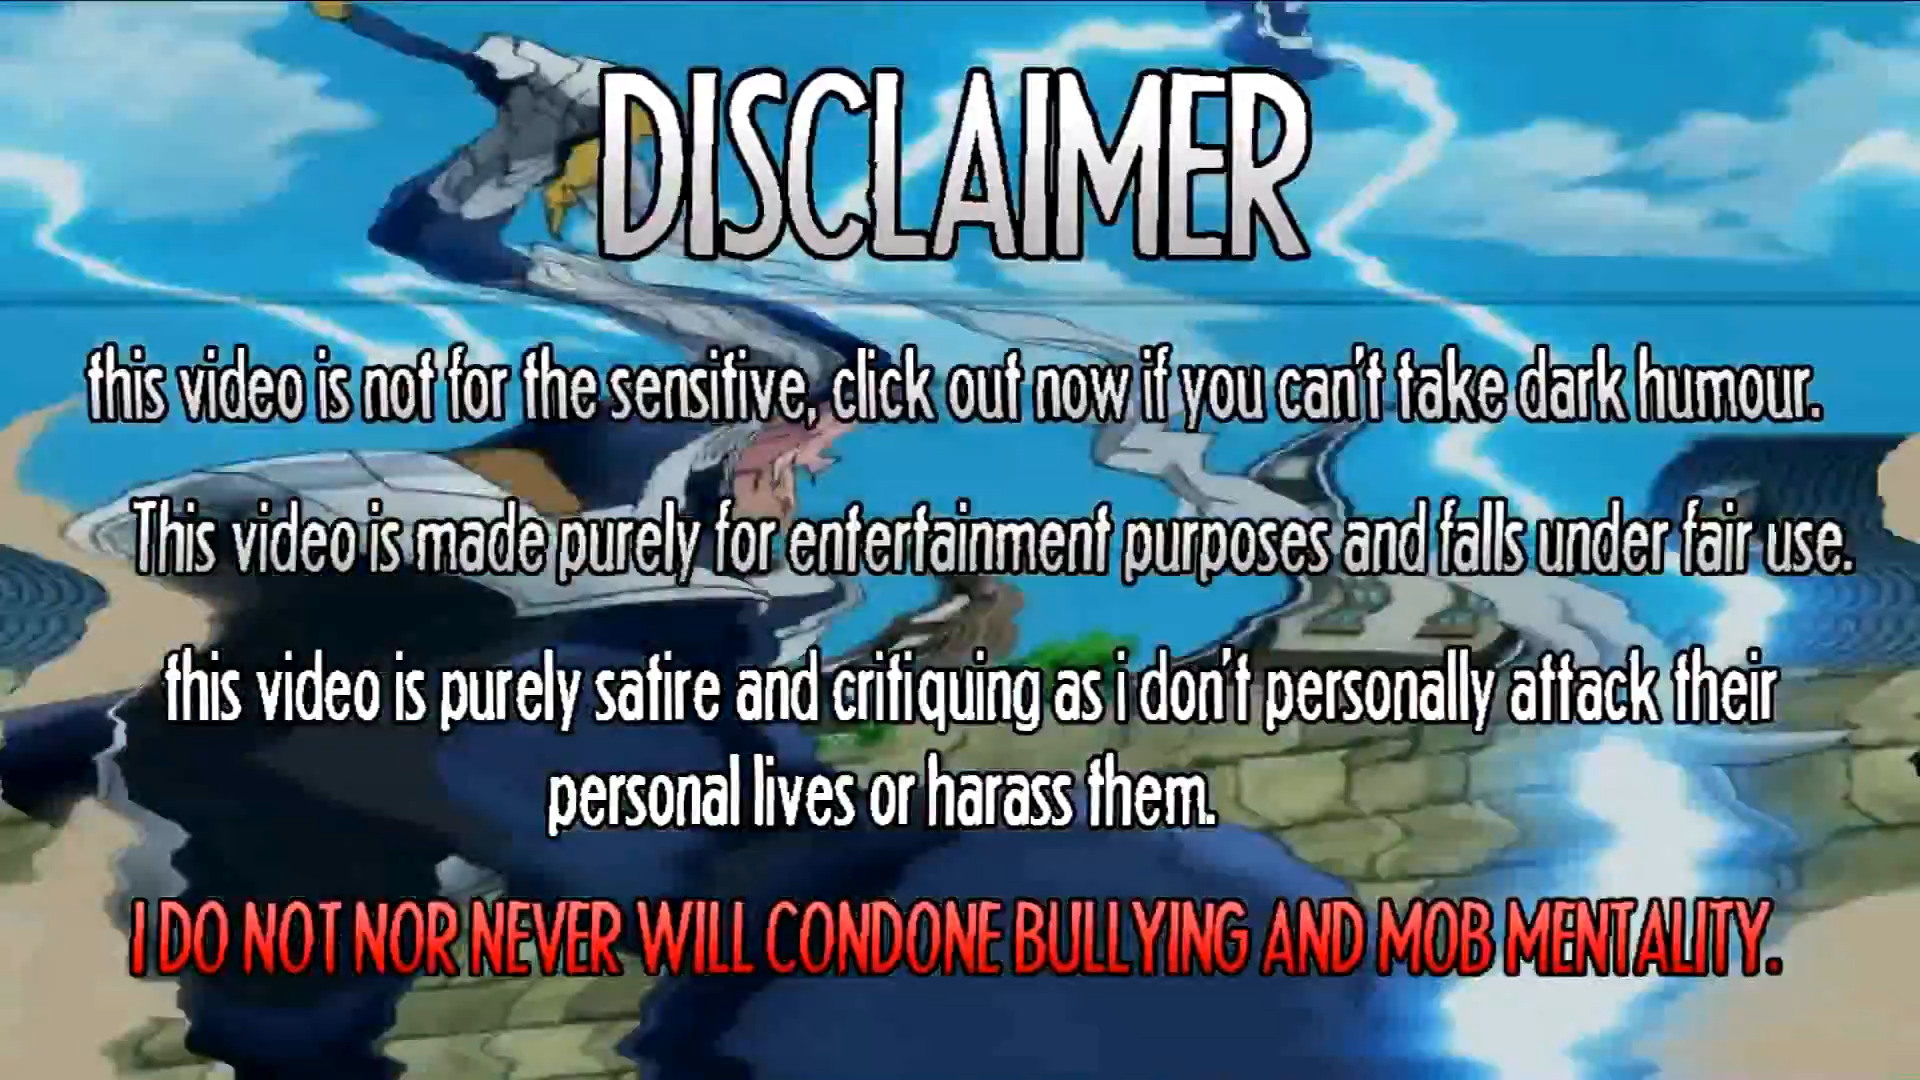 DISCLAIMER
this video is not for the sensitive, click out now if you can't take dark humour.
This video is made purely for entertainment purposes and falls under fair use.
this video is purely satire and critiquing as i don't personally attack their
personal lives or harass them.
I DO NOT NOR NEVER WILL CONDONE BULLYING AND MOB MENTALITY.